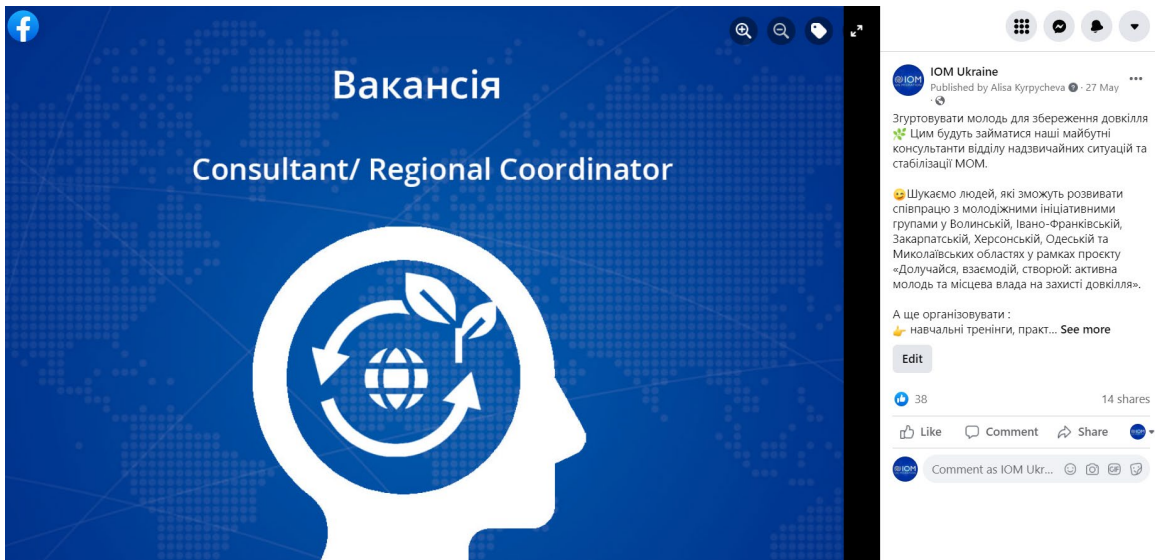 Вакансія
Consultant/ Regional Coordinator
IOM
IOM Ukraine
Published by Alisa Kyrpycheva · 27 May
·
Згуртовувати молодь для збереження довкілля
🌿 Цим будуть займатися наші майбутні
консультанти відділу надзвичайних ситуацій та
стабілізації МОМ.
😉Шукаємо людей, які зможуть розвивати
співпрацю з молодіжними ініціативними
групами у Волинській, Івано-Франківській,
Закарпатській, Херсонській, Одеській та
Миколаївських областях у рамках проєкту
«Долучайся, взаємодій, створюй: активна
молодь та місцева влада на захисті довкілля».
А ще організовувати :
👉 навчальні тренінги, практ... See more
Edit
38
14 shares
Like Comment Share
IOM
Comment as IOM Ukr...
GIF